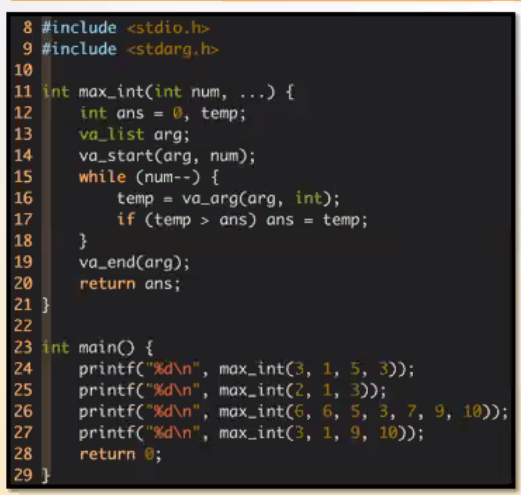 8 #include <stdio.h>
9 #include <stdarg.h>
10
11 int max_int(int num, ...) {
12     int ans = 0, temp;
13     va_list arg;
14     va_start(arg, num);
15     while (num--) {
16         temp = va_arg(arg, int);
17         if (temp > ans) ans = temp;
18     }
19     va_end(arg);
20     return ans;
21 }
22
23 int main() {
24     printf("%d\n", max_int(3, 1, 5, 3));
25     printf("%d\n", max_int(2, 1, 3));
26     printf("%d\n", max_int(6, 6, 5, 3, 7, 9, 10));
27     printf("%d\n", max_int(3, 1, 9, 10));
28     return 0;
29 }